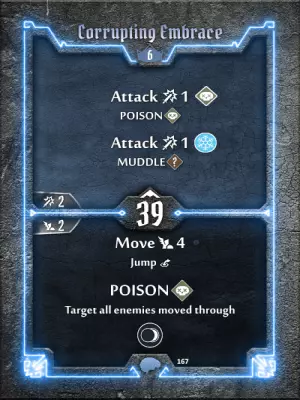 Corrupting Embrace
6
Attack 1
POISON
Attack 1
MUDDLE ?
2
39
2
Move 4
Jump
POISON
Target all enemies moved through
167